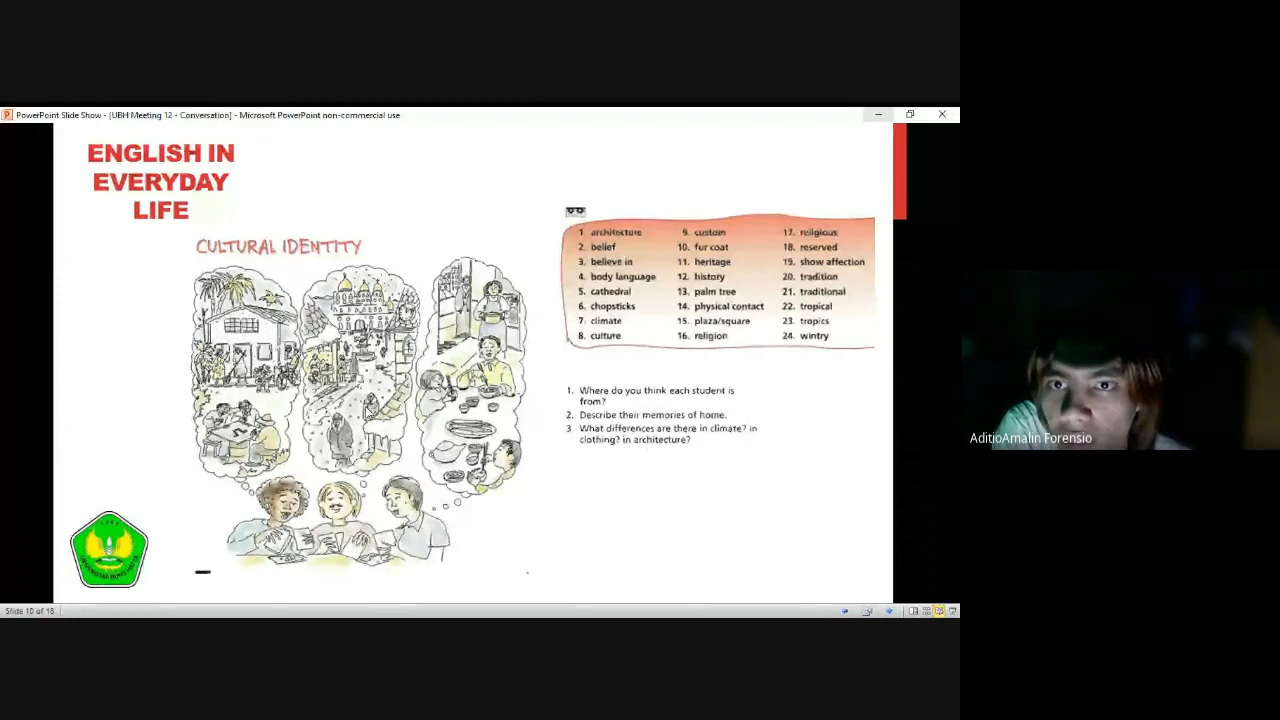 PowerPoint Slide Show - [UBH Meeting 12 - Conversation] - Microsoft PowerPoint non-commercial use
ENGLISH IN
EVERYDAY
LIFE
CULTURAL IDENTITY
1. architecture
2. belief
3. believe in
4. body language
5. cathedral
6. chopsticks
7. climate
8. culture
9. custom
10. fur coat
11. heritage
12. history
13. palm tree
14. physical contact
15. plaza/square
16. religion
17. religious
18. reserved
19. show affection
20. tradition
21. traditional
22. tropical
23. tropics
24. wintry
1. Where do you think each student is
from?
2. Describe their memories of home.
3 What differences are there in climate? in
clothing? in architecture?
UNIVERSITAS BUNG HATTA
Slide 10 of 18
AditioAmalin Forensio